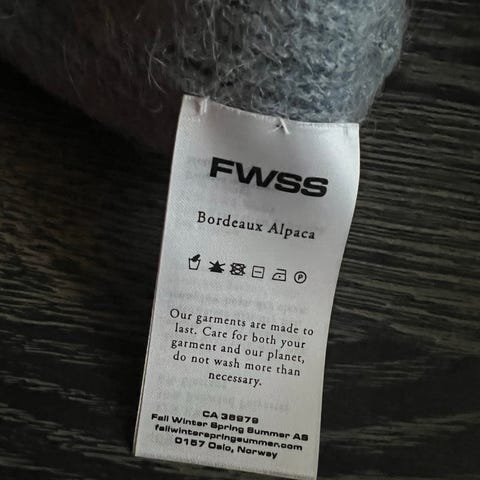 FWSS
Bordeaux Alpaca
P
Our garments are made to
last. Care for both your
garment and our planet,
do not wash more than
necessary.
CA 36979
Fall Winter Spring Summer AS
fallwinterspringsummer.com
0157 Oslo, Norway